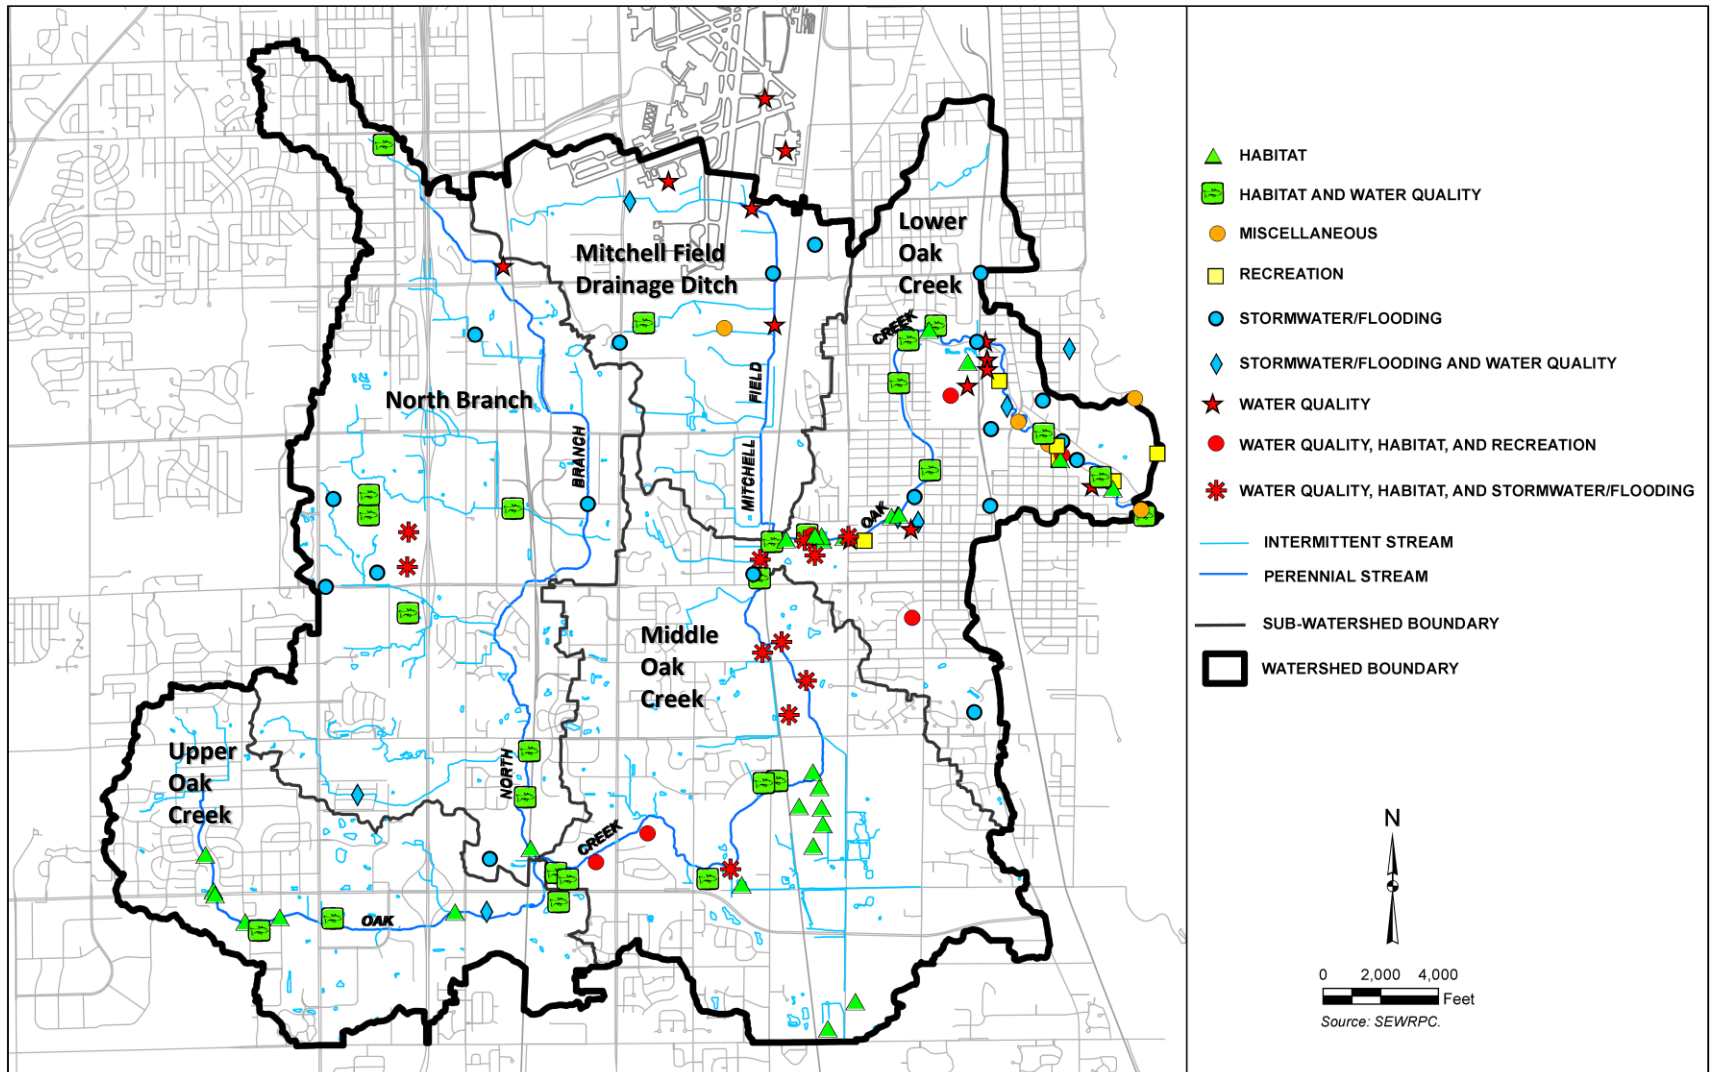 Lower
Oak
Creek
Mitchell Field
Drainage Ditch
CREEK
North Branch
FIELD
BRANCH
MITCHELL
OAK
Middle
Oak
Creek
Upper
Oak
Creek
NORTH
CREEK
OAK
HABITAT
HABITAT AND WATER QUALITY
MISCELLANEOUS
RECREATION
STORMWATER/FLOODING
STORMWATER/FLOODING AND WATER QUALITY
WATER QUALITY
WATER QUALITY, HABITAT, AND RECREATION
WATER QUALITY, HABITAT, AND STORMWATER/FLOODING
INTERMITTENT STREAM
PERENNIAL STREAM
SUB-WATERSHED BOUNDARY
WATERSHED BOUNDARY
N
0 2,000 4,000
Feet
Source: SEWRPC.